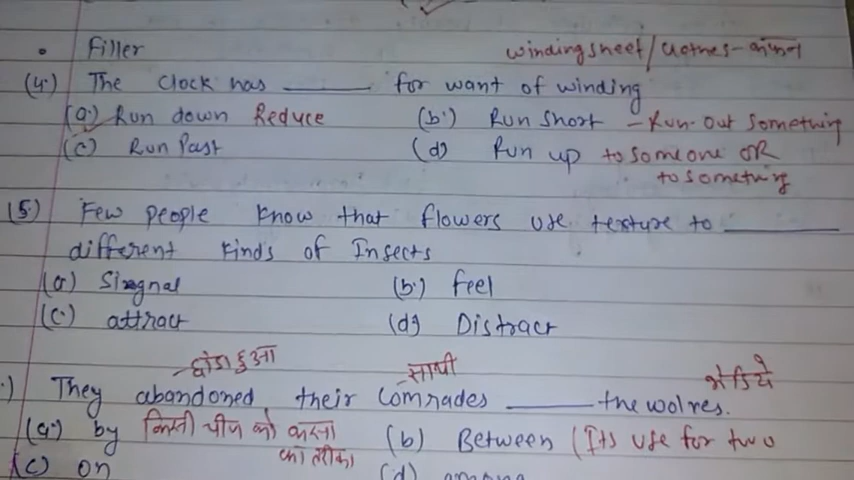 • Filler windingsheet / Clothes - कफन
(4.) The Clock has ______ for want of winding
(a.) Run down Reduce (b.) Run Short - Run out Something
(c) Run Past (d) Run up to someone OR
to something
(5.) Few people know that flowers use texture to ______
different kinds of Insects
(a) Signal (b.) Feel
(c.) attract (d) Distract
छोडा हुआ साथी भेडिये
.) They abandoned their Comrades ______ the wolves.
(a) by किसी चीज को करना (b) Between (Its use for two
का तरीका
(c) on (d) among